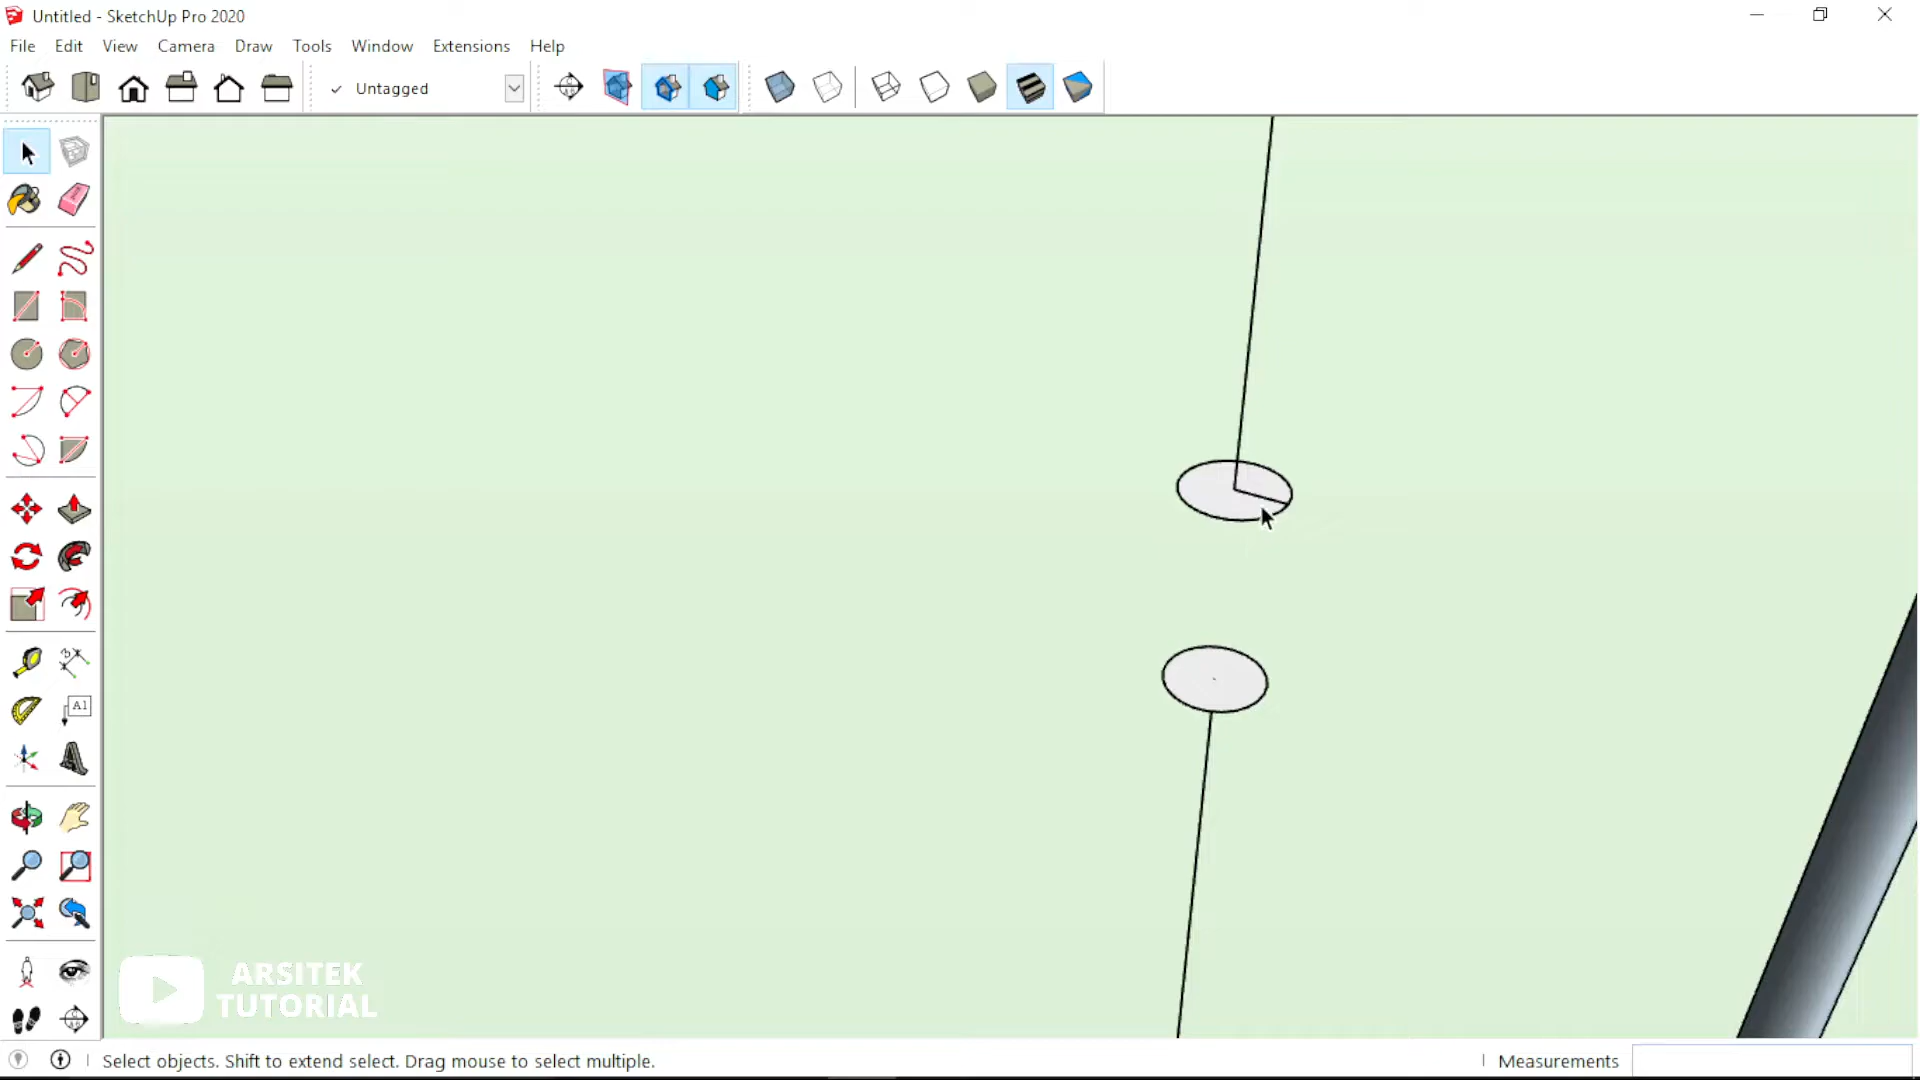 Untitled - SketchUp Pro 2020
File Edit View Camera Draw Tools Window Extensions Help
✓ Untagged
A1
ARSITEK
TUTORIAL
Select objects. Shift to extend select. Drag mouse to select multiple.
Measurements